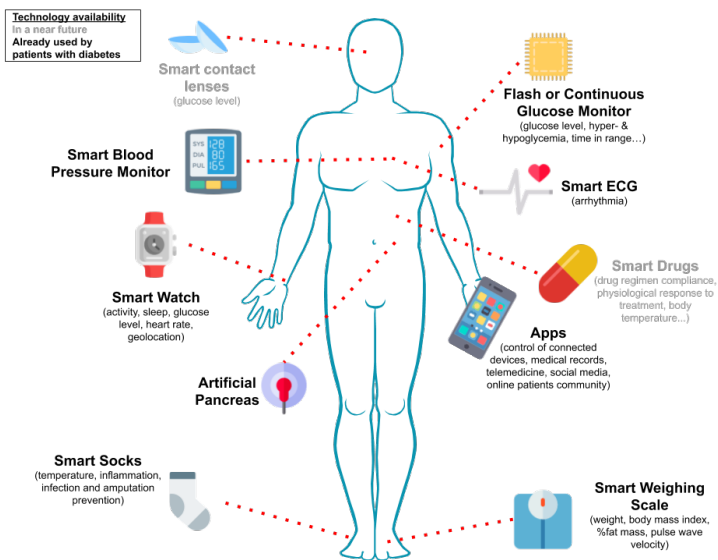 Technology availability
In a near future
Already used by
patients with diabetes
Smart contact
lenses
(glucose level)
Flash or Continuous
Glucose Monitor
(glucose level, hyper- &
hypoglycemia, time in range...)
Smart Blood
Pressure Monitor
SYS 128
DIA 80
PUL 165
Smart ECG
(arrhythmia)
Smart Watch
(activity, sleep, glucose
level, heart rate,
geolocation)
Smart Drugs
(drug regimen compliance,
physiological response to
treatment, body
temperature...)
Apps
(control of connected
devices, medical records,
telemedicine, social media,
online patients community)
Artificial
Pancreas
Smart Socks
(temperature, inflammation,
infection and amputation
prevention)
Smart Weighing
Scale
(weight, body mass index,
%fat mass, pulse wave
velocity)